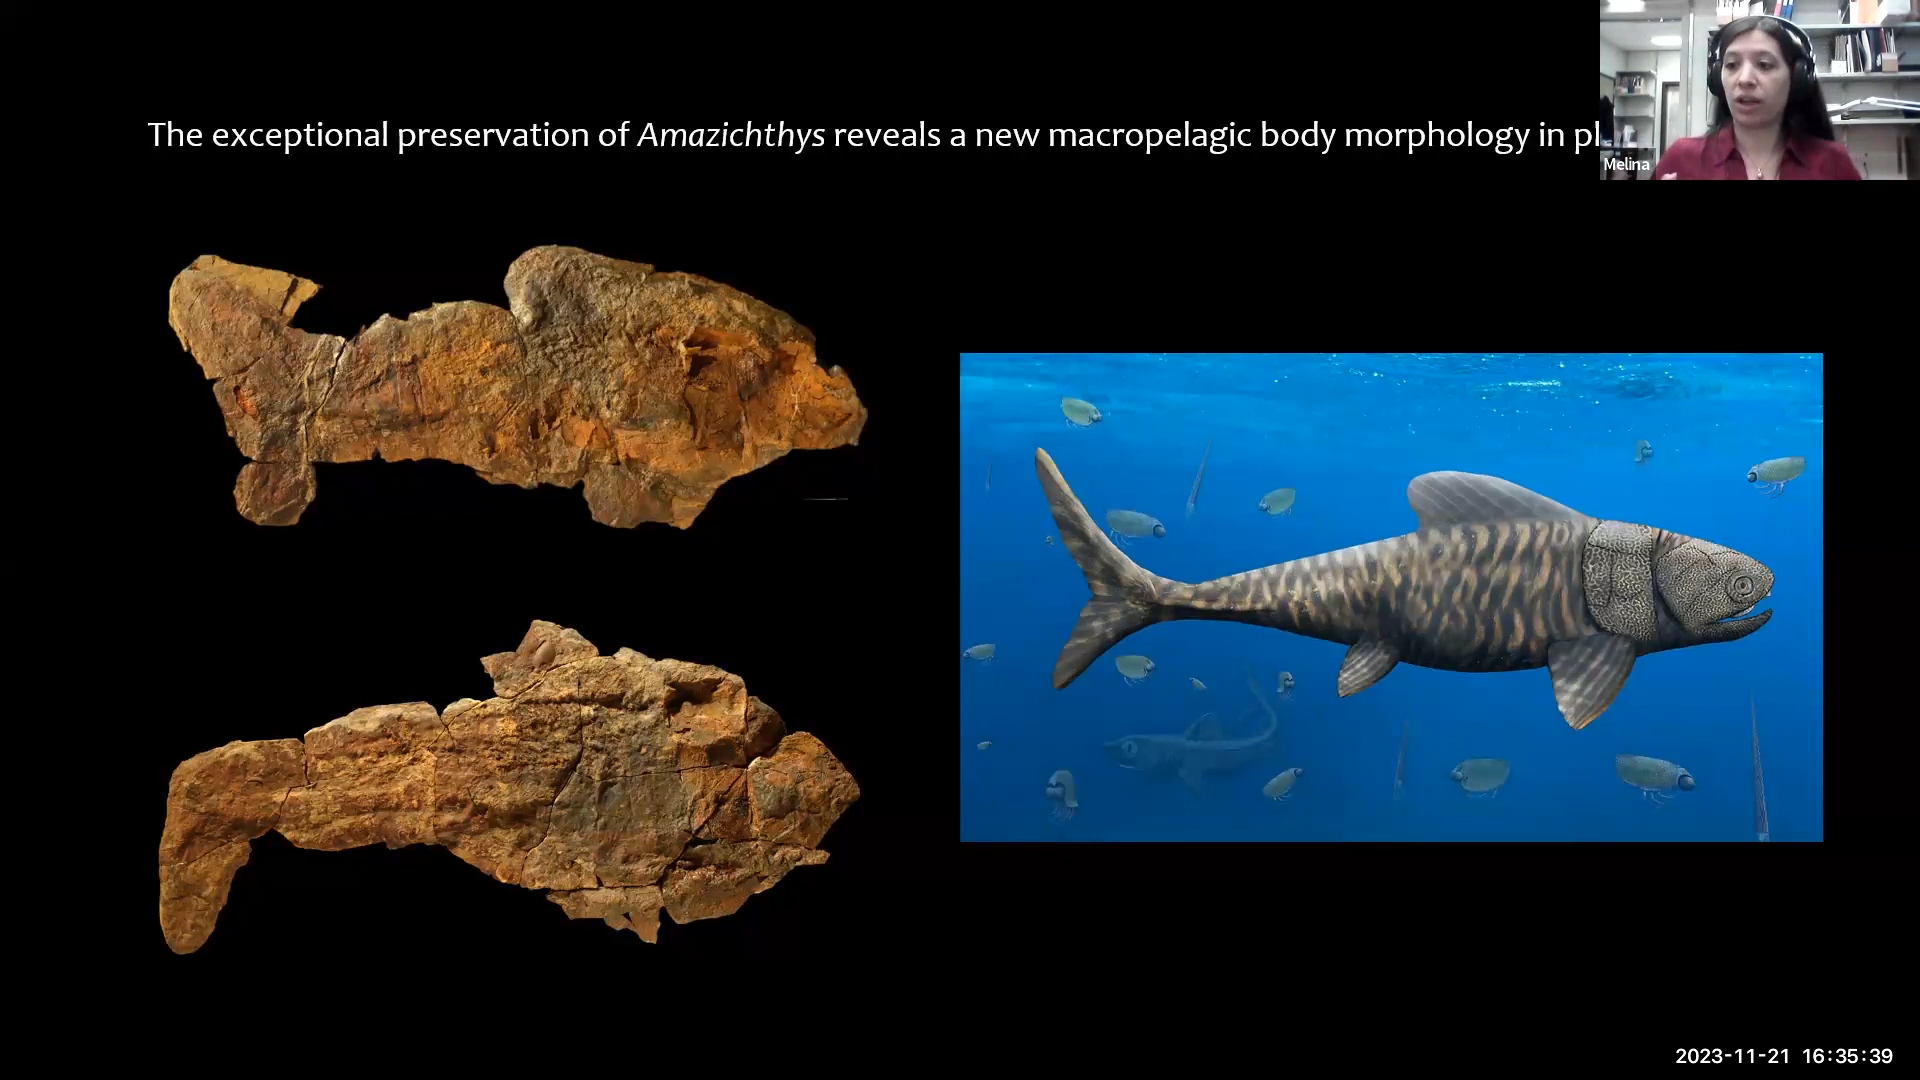 The exceptional preservation of Amazichthys reveals a new macropelagic body morphology in pl
Melina
2023-11-21 16:35:39